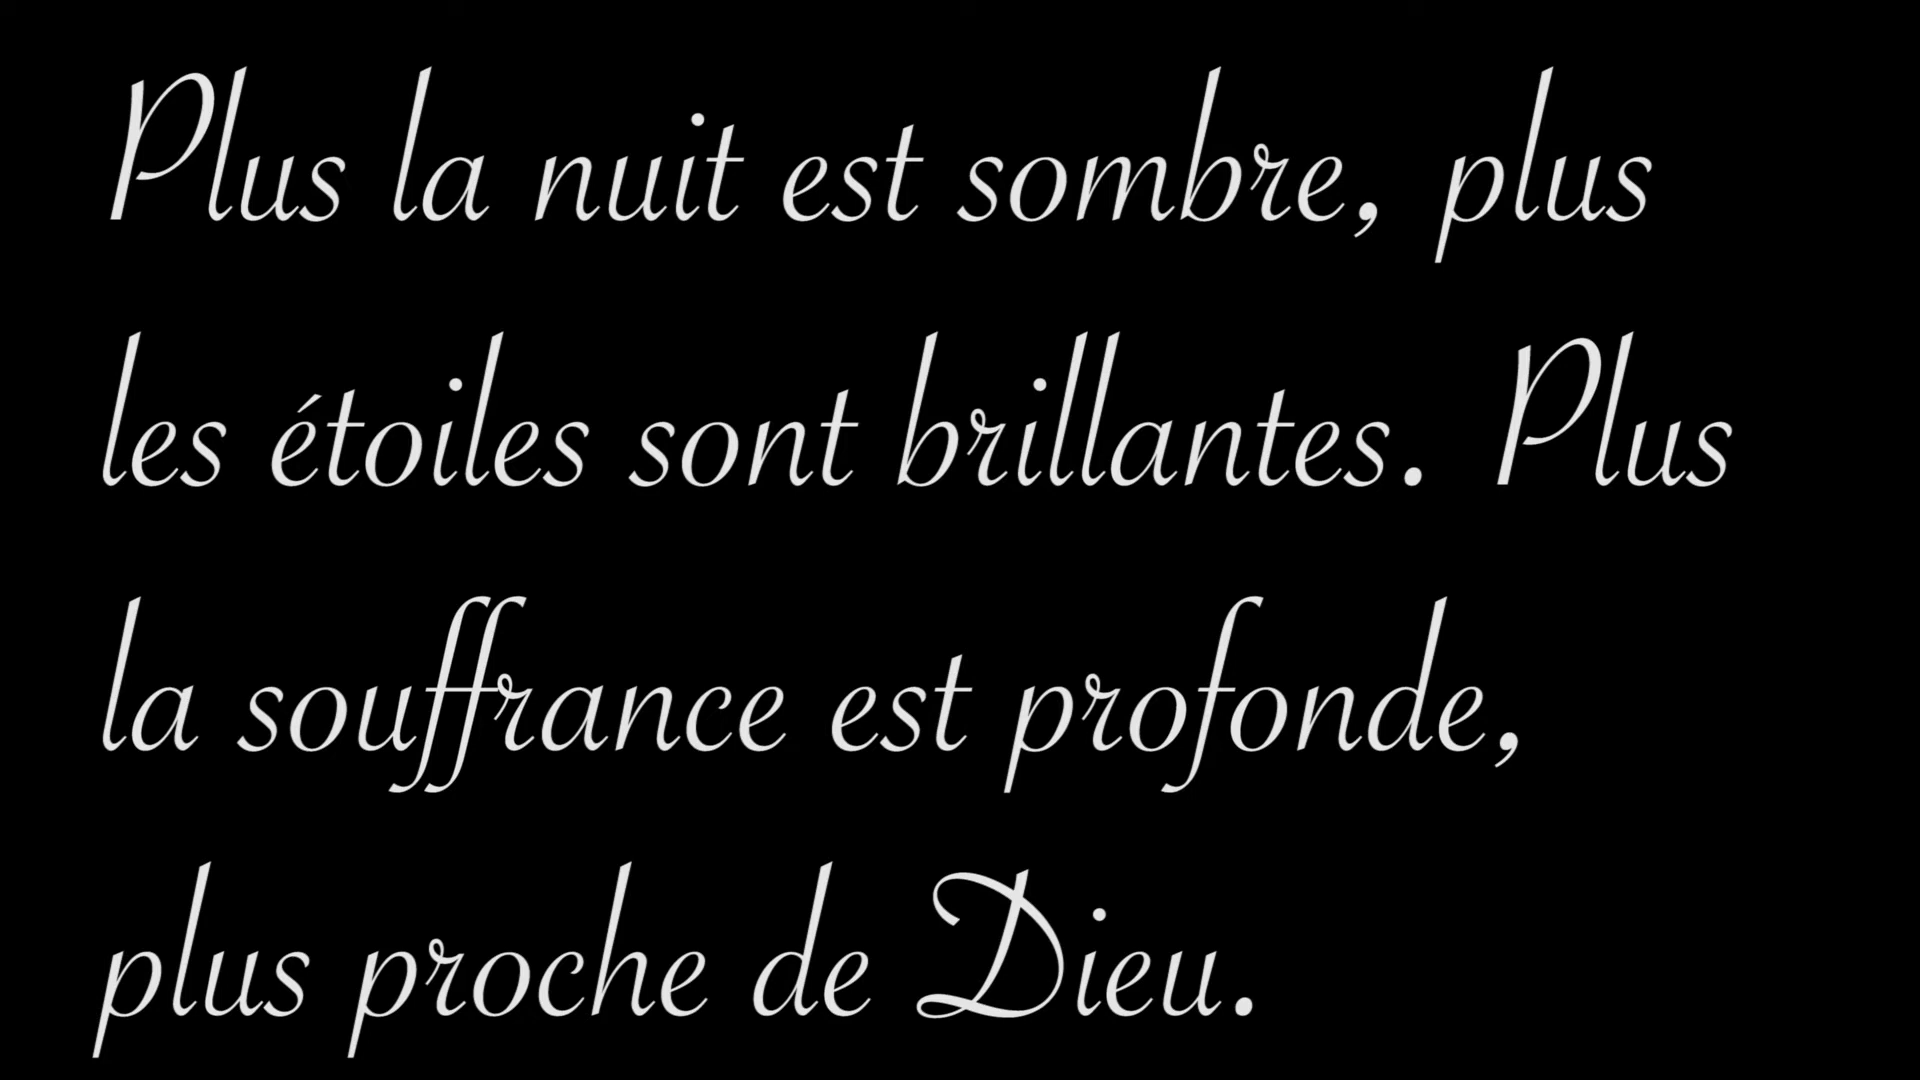 Plus la nuit est sombre, plus
les étoiles sont brillantes. Plus
la souffrance est profonde,
plus proche de Dieu.